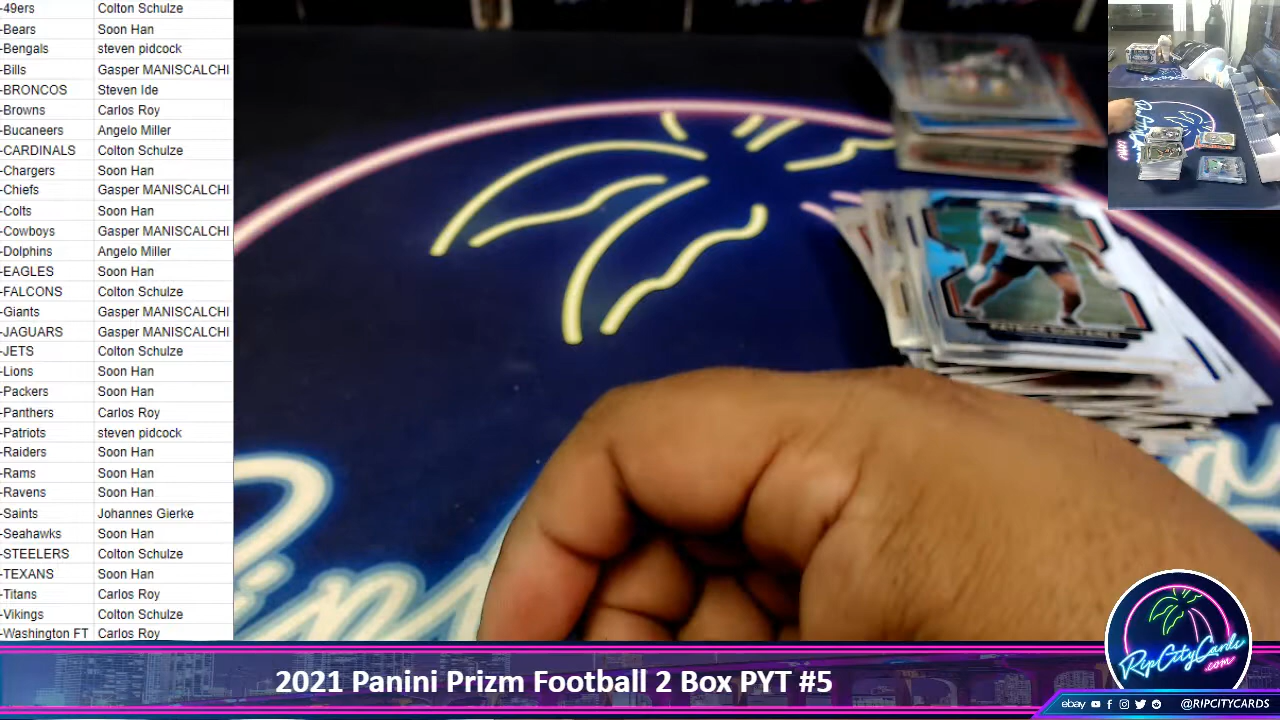 -49ers Colton Schulze
-Bears Soon Han
-Bengals steven pidcock
-Bills Gasper MANISCALCHI
-BRONCOS Steven Ide
-Browns Carlos Roy
-Bucaneers Angelo Miller
-CARDINALS Colton Schulze
-Chargers Soon Han
-Chiefs Gasper MANISCALCHI
-Colts Soon Han
-Cowboys Gasper MANISCALCHI
-Dolphins Angelo Miller
-EAGLES Soon Han
-FALCONS Colton Schulze
-Giants Gasper MANISCALCHI
-JAGUARS Gasper MANISCALCHI
-JETS Colton Schulze
-Lions Soon Han
-Packers Soon Han
-Panthers Carlos Roy
-Patriots steven pidcock
-Raiders Soon Han
-Rams Soon Han
-Ravens Soon Han
-Saints Johannes Gierke
-Seahawks Soon Han
-STEELERS Colton Schulze
-TEXANS Soon Han
-Titans Carlos Roy
-Vikings Colton Schulze
-Washington FT Carlos Roy
2021 Panini Prizm Football 2 Box PYT #5
RipCityCards
.com
ebay @RIPCITYCARDS